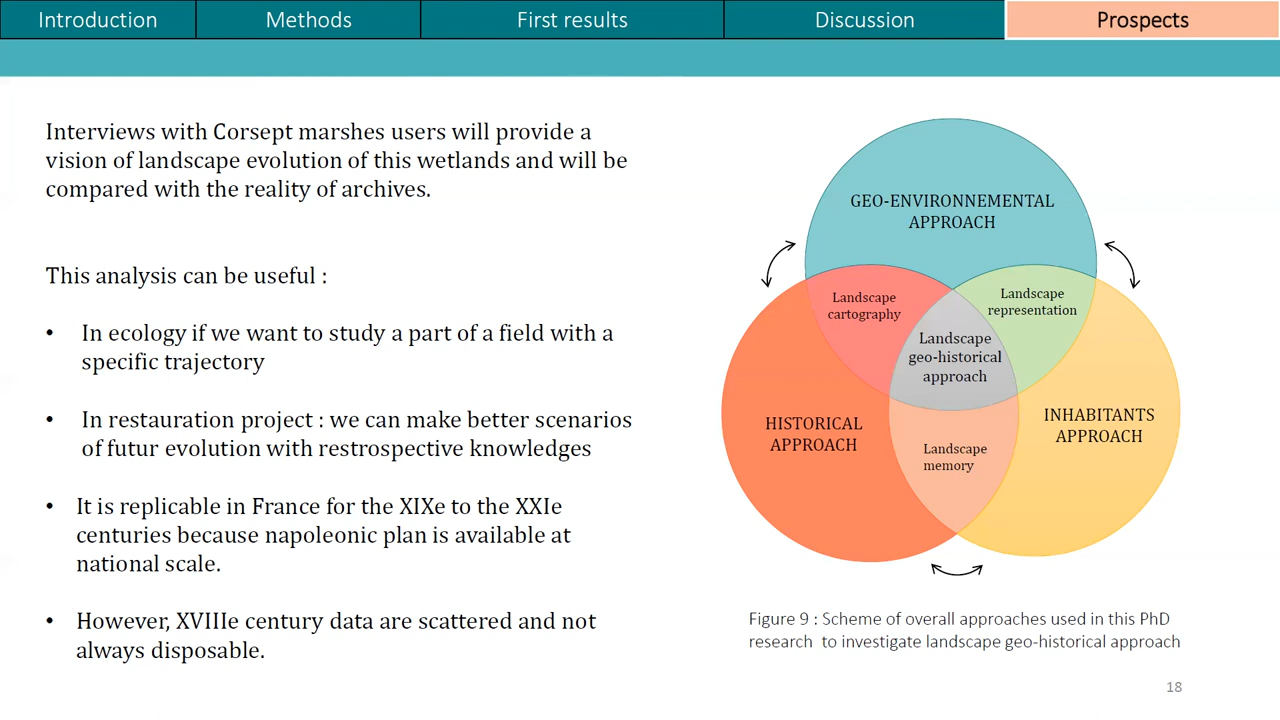 Introduction
Methods
First results
Discussion
Prospects
Interviews with Corsept marshes users will provide a
vision of landscape evolution of this wetlands and will be
compared with the reality of archives.
This analysis can be useful :
• In ecology if we want to study a part of a field with a
specific trajectory
• In restauration project : we can make better scenarios
of futur evolution with restrospective knowledges
• It is replicable in France for the XIXe to the XXIe
centuries because napoleonic plan is available at
national scale.
• However, XVIIIe century data are scattered and not
always disposable.
GEO-ENVIRONNEMENTAL
APPROACH
Landscape
cartography
Landscape
representation
Landscape
geo-historical
approach
HISTORICAL
APPROACH
INHABITANTS
APPROACH
Landscape
memory
Figure 9 : Scheme of overall approaches used in this PhD
research to investigate landscape geo-historical approach
18